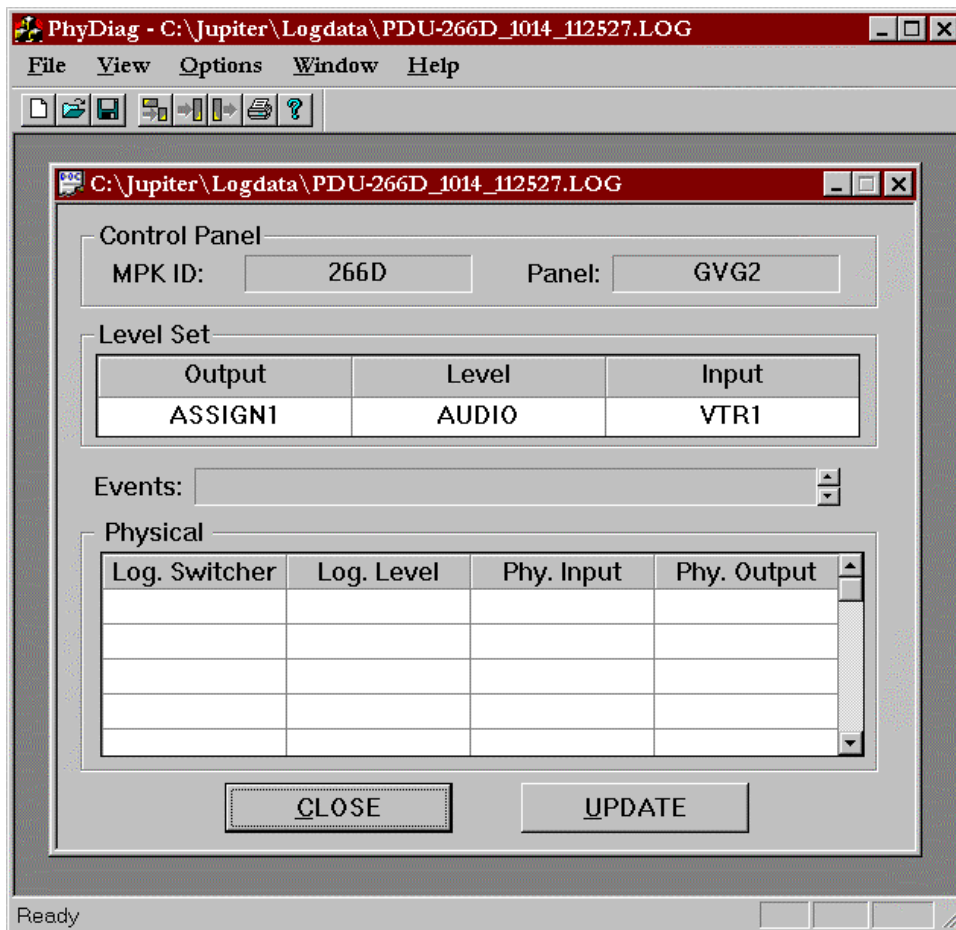 PhyDiag - C:\Jupiter\Logdata\PDU-266D_1014_112527.LOG
File View Options Window Help
C:\Jupiter\Logdata\PDU-266D_1014_112527.LOG
Control Panel
MPK ID: 266D Panel: GVG2
Level Set
Output Level Input
ASSIGN1 AUDIO VTR1
Events:
Physical
Log. Switcher Log. Level Phy. Input Phy. Output
CLOSE UPDATE
Ready